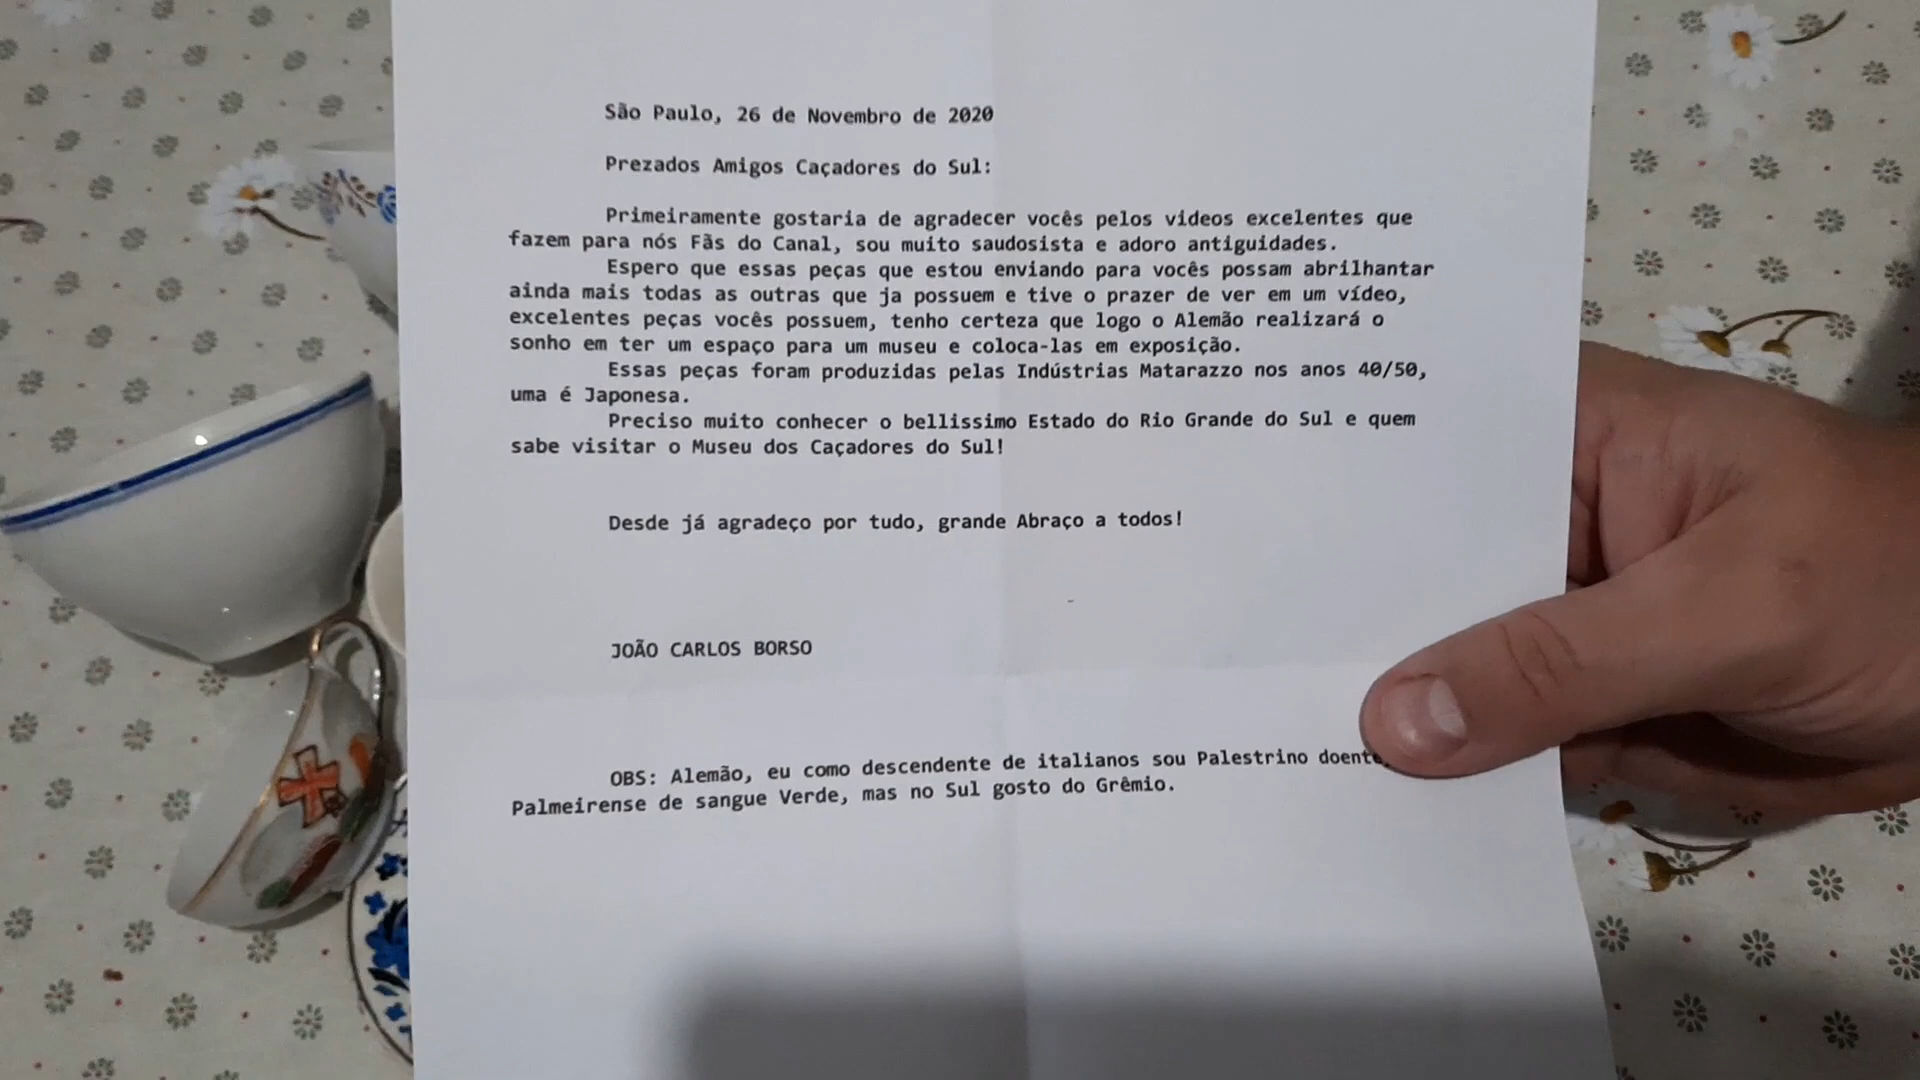 São Paulo, 26 de Novembro de 2020
Prezados Amigos Caçadores do Sul:
Primeiramente gostaria de agradecer vocês pelos videos excelentes que
fazem para nós Fãs do Canal, sou muito saudosista e adoro antiguidades.
Espero que essas peças que estou enviando para vocês possam abrilhantar
ainda mais todas as outras que ja possuem e tive o prazer de ver em um vídeo,
excelentes peças vocês possuem, tenho certeza que logo o Alemão realizará o
sonho em ter um espaço para um museu e coloca-las em exposição.
Essas peças foram produzidas pelas Indústrias Matarazzo nos anos 40/50,
uma é Japonesa.
Preciso muito conhecer o bellissimo Estado do Rio Grande do Sul e quem
sabe visitar o Museu dos Caçadores do Sul!
Desde já agradeço por tudo, grande Abraço a todos!
JOÃO CARLOS BORSO
OBS: Alemão, eu como descendente de italianos sou Palestrino doente,
Palmeirense de sangue Verde, mas no Sul gosto do Grêmio.